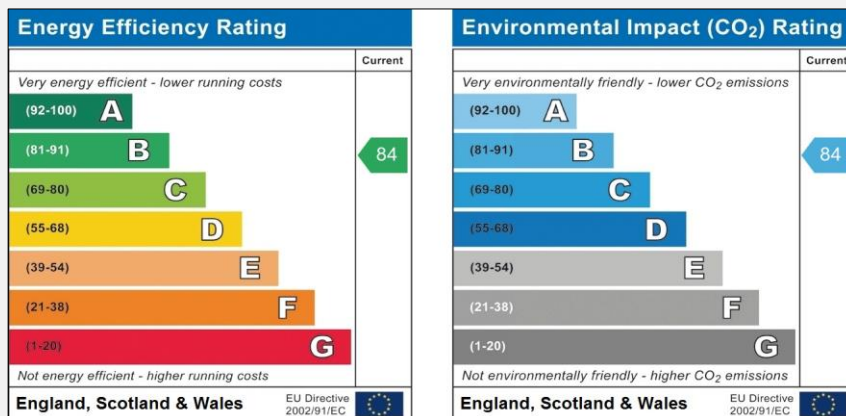 Energy Efficiency Rating
Current
Very energy efficient - lower running costs
(92-100) A
(81-91) B
84
(69-80) C
(55-68) D
(39-54) E
(21-38) F
(1-20) G
Not energy efficient - higher running costs
England, Scotland & Wales
EU Directive
2002/91/EC
Environmental Impact (CO₂) Rating
Current
Very environmentally friendly - lower CO₂ emissions
(92-100) A
(81-91) B
84
(69-80) C
(55-68) D
(39-54) E
(21-38) F
(1-20) G
Not environmentally friendly - higher CO₂ emissions
England, Scotland & Wales
EU Directive
2002/91/EC